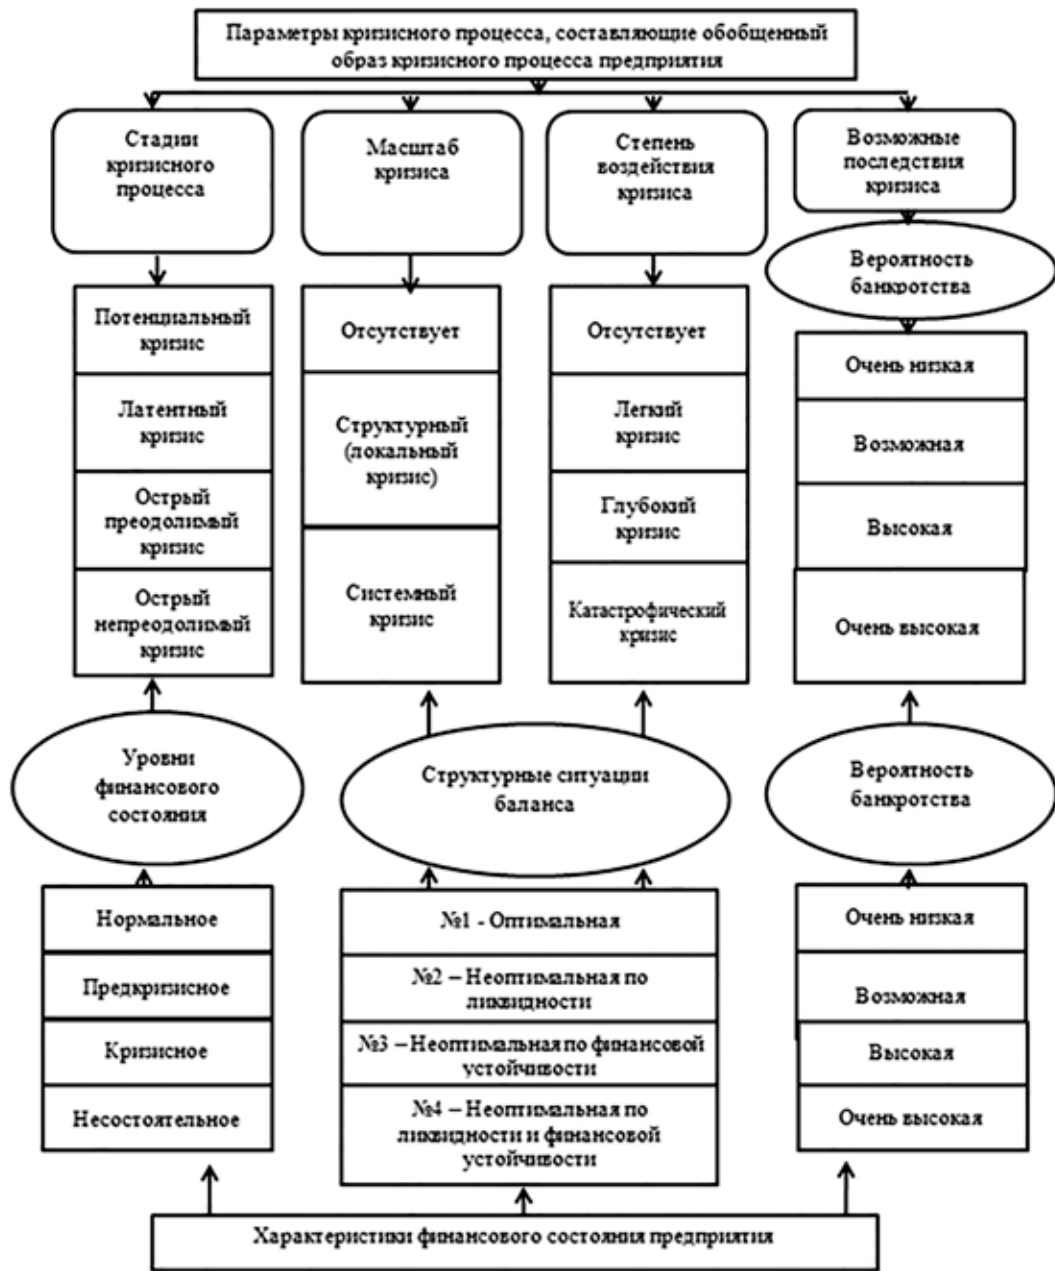 Параметры кризисного процесса, составляющие обобщенный
образ кризисного процесса предприятия
Стадии
кризисного
процесса
Масштаб
кризиса
Степень
воздействия
кризиса
Возможные
последствия
кризиса
Вероятность
банкротства
Потенциальный
кризис
Латентный
кризис
Острый
преодолимый
кризис
Острый
непреодолимый
кризис
Отсутствует
Структурный
(локальный
кризис)
Системный
кризис
Отсутствует
Легкий
кризис
Глубокий
кризис
Катастрофический
кризис
Очень низкая
Возможная
Высокая
Очень высокая
Уровни
финансового
состояния
Структурные ситуации
баланса
Вероятность
банкротства
Нормальное
Предкризисное
Кризисное
Несостоятельное
№1 - Оптимальная
№2 – Неоптимальная по
ликвидности
№3 – Неоптимальная по финансовой
устойчивости
№4 – Неоптимальная по
ликвидности и финансовой
устойчивости
Очень низкая
Возможная
Высокая
Очень высокая
Характеристики финансового состояния предприятия